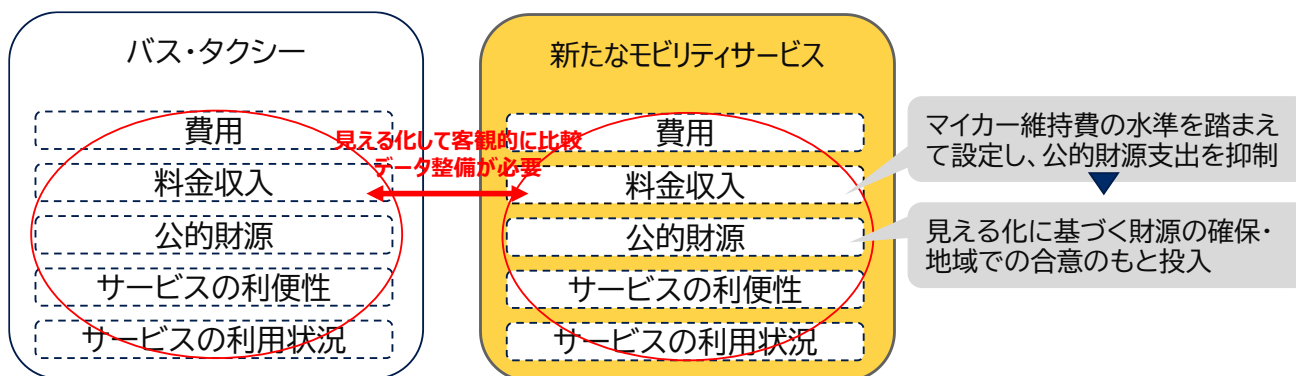 バス・タクシー
費用
料金収入
公的財源
サービスの利便性
サービスの利用状況
見える化して客観的に比較
データ整備が必要
新たなモビリティサービス
費用
料金収入
公的財源
サービスの利便性
サービスの利用状況
マイカー維持費の水準を踏まえ
て設定し、公的財源支出を抑制
見える化に基づく財源の確保・
地域での合意のもと投入